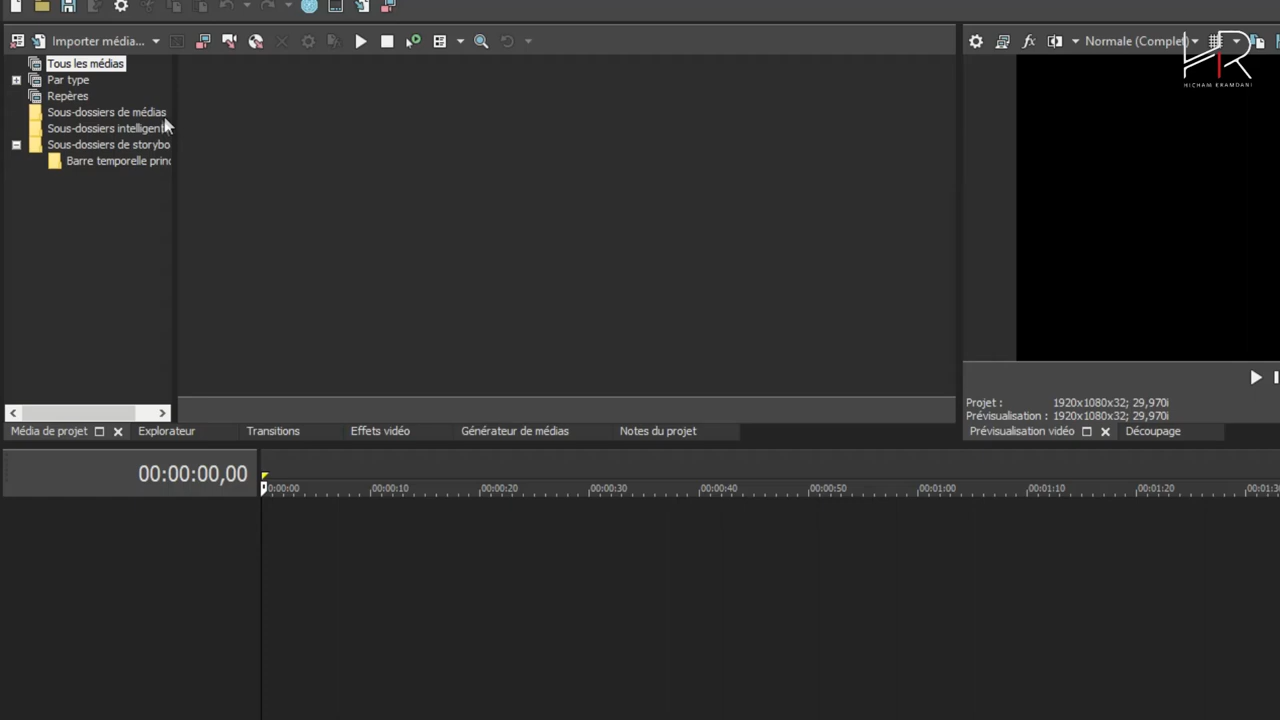 Importer média...
Normale (Complet)
HICHAM KRAMDANI
Tous les médias
Par type
Repères
Sous-dossiers de médias
Sous-dossiers intelligent
Sous-dossiers de storybo
Barre temporelle princ
Projet : 1920x1080x32; 29,970i
Prévisualisation : 1920x1080x32; 29,970i
Média de projet
Explorateur
Transitions
Effets vidéo
Générateur de médias
Notes du projet
Prévisualisation vidéo
Découpage
00:00:00,00
0:00:00 00:00:10 00:00:20 00:00:30 00:00:40 00:00:50 00:01:00 00:01:10 00:01:20 00:01:30